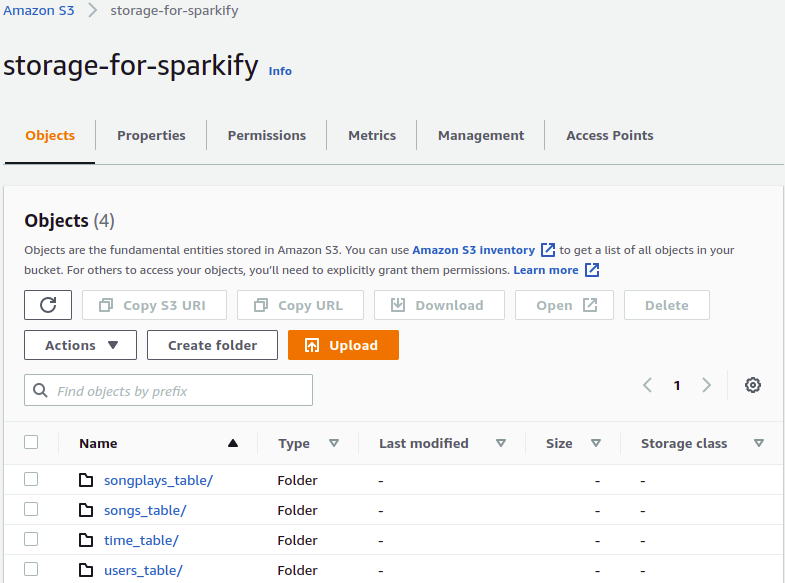 Amazon S3 > storage-for-sparkify
storage-for-sparkify Info
Objects Properties Permissions Metrics Management Access Points
Objects (4)
Objects are the fundamental entities stored in Amazon S3. You can use Amazon S3 inventory to get a list of all objects in your
bucket. For others to access your objects, you'll need to explicitly grant them permissions. Learn more
Copy S3 URI Copy URL Download Open Delete
Actions Create folder Upload
Find objects by prefix 1
Name Type Last modified Size Storage class
songplays_table/ Folder - - -
songs_table/ Folder - - -
time_table/ Folder - - -
users_table/ Folder - - -